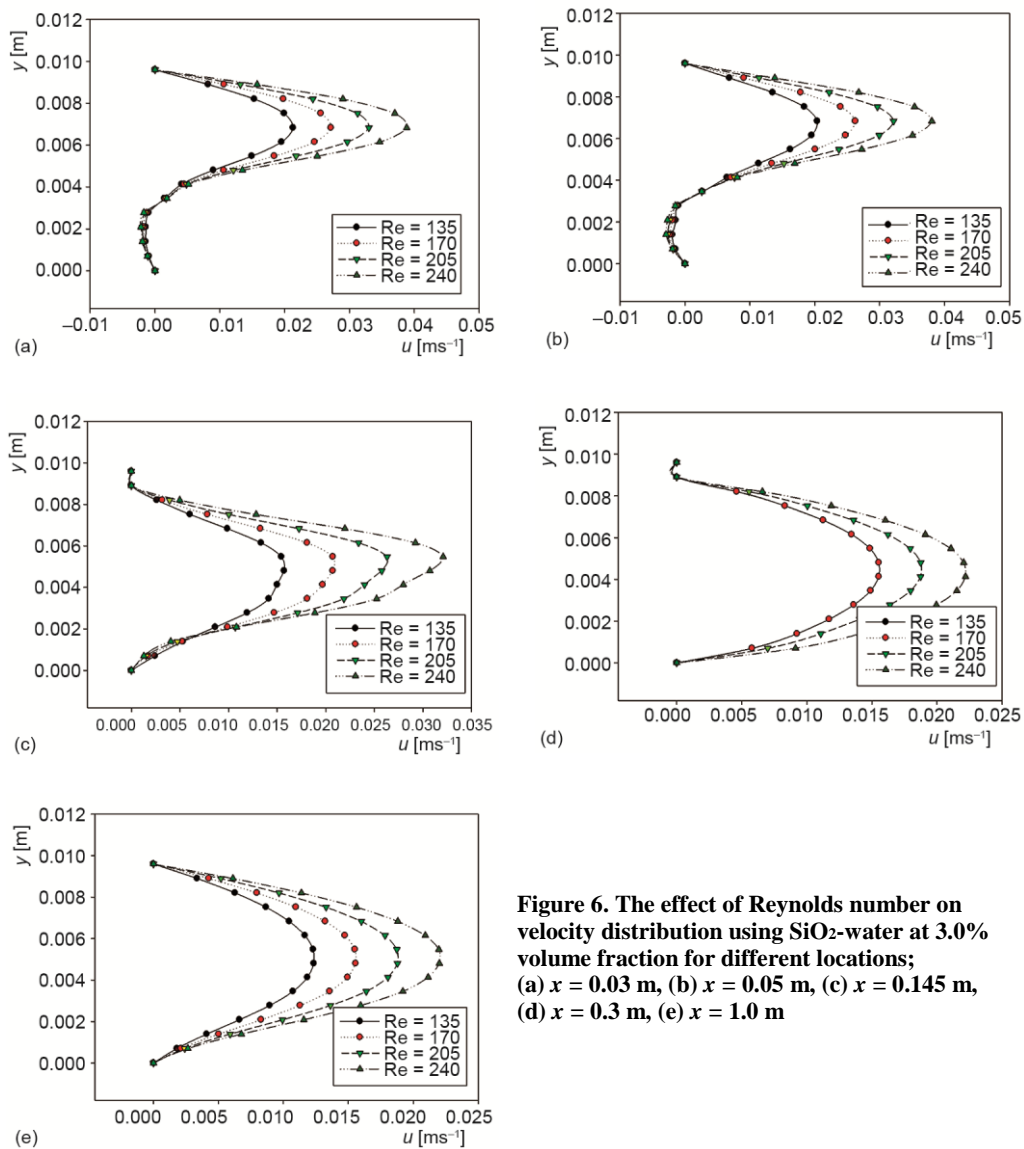 0.012
y [m]
0.010
0.008
0.006
0.004
0.002
0.000
Re = 135
Re = 170
Re = 205
Re = 240
–0.01 0.00 0.01 0.02 0.03 0.04 0.05
(a) u [ms⁻¹]
0.012
y [m]
0.010
0.008
0.006
0.004
0.002
0.000
Re = 135
Re = 170
Re = 205
Re = 240
–0.01 0.00 0.01 0.02 0.03 0.04 0.05
(b) u [ms⁻¹]
0.012
y [m]
0.010
0.008
0.006
0.004
0.002
0.000
Re = 135
Re = 170
Re = 205
Re = 240
0.000 0.005 0.010 0.015 0.020 0.025 0.030 0.035
(c) u [ms⁻¹]
0.012
y [m]
0.010
0.008
0.006
0.004
0.002
0.000
Re = 135
Re = 170
Re = 205
Re = 240
0.000 0.005 0.010 0.015 0.020 0.025
(d) u [ms⁻¹]
0.012
y [m]
0.010
0.008
0.006
0.004
0.002
0.000
Re = 135
Re = 170
Re = 205
Re = 240
0.000 0.005 0.010 0.015 0.020 0.025
(e) u [ms⁻¹]
Figure 6. The effect of Reynolds number on
velocity distribution using SiO₂-water at 3.0%
volume fraction for different locations;
(a) x = 0.03 m, (b) x = 0.05 m, (c) x = 0.145 m,
(d) x = 0.3 m, (e) x = 1.0 m